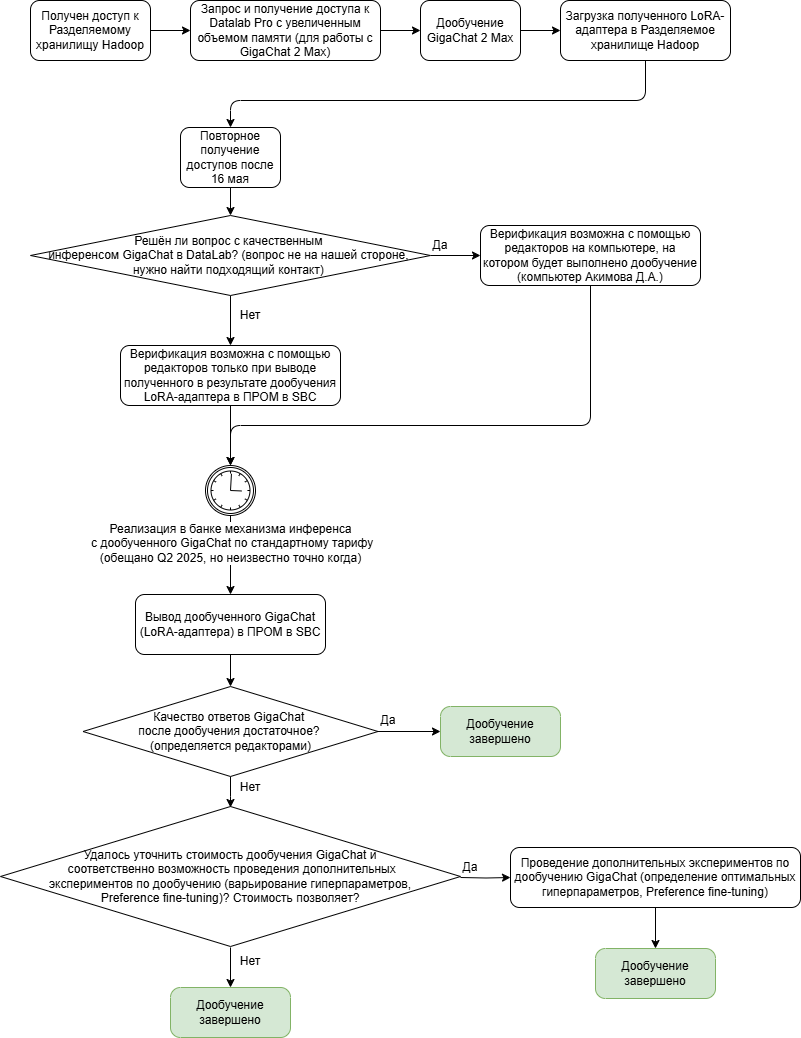 Получен доступ к
Разделяемому
хранилищу Hadoop
Запрос и получение доступа к
Datalab Pro с увеличенным
объемом памяти (для работы с
GigaChat 2 Max)
Дообучение
GigaChat 2 Max
Загрузка полученного LoRA-
адаптера в Разделяемое
хранилище Hadoop
Повторное
получение
доступов после
16 мая
Решён ли вопрос с качественным
инференсом GigaChat в DataLab? (вопрос не на нашей стороне,
нужно найти подходящий контакт)
Да
Верификация возможна с помощью
редакторов на компьютере, на
котором будет выполнено дообучение
(компьютер Акимова Д.А.)
Нет
Верификация возможна с помощью
редакторов только при выводе
полученного в результате дообучения
LoRA-адаптера в ПРОМ в SBC
Реализация в банке механизма инференса
с дообученного GigaChat по стандартному тарифу
(обещано Q2 2025, но неизвестно точно когда)
Вывод дообученного GigaChat
(LoRA-адаптера) в ПРОМ в SBC
Качество ответов GigaChat
после дообучения достаточное?
(определяется редакторами)
Да
Дообучение
завершено
Нет
Удалось уточнить стоимость дообучения GigaChat и
соответственно возможность проведения дополнительных
экспериментов по дообучению (варьирование гиперпараметров,
Preference fine-tuning)? Стоимость позволяет?
Да
Проведение дополнительных экспериментов по
дообучению GigaChat (определение оптимальных
гиперпараметров, Preference fine-tuning)
Дообучение
завершено
Нет
Дообучение
завершено